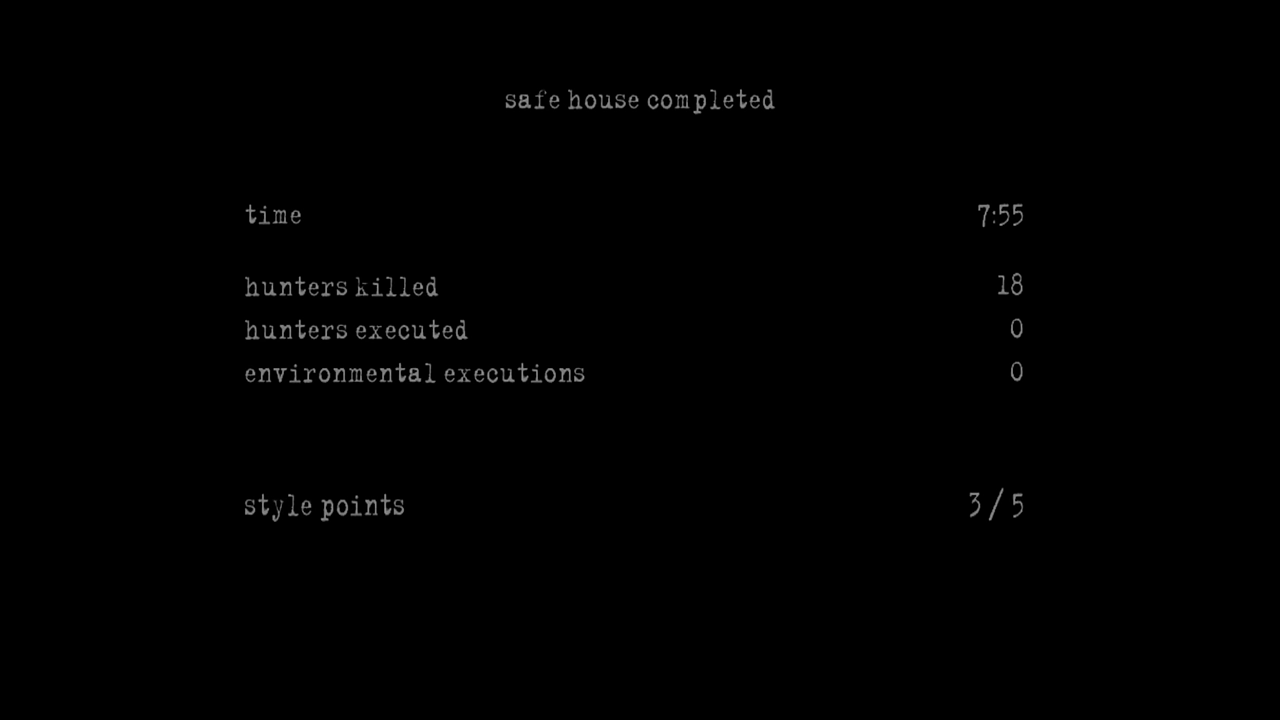 safe house completed
time 7:55
hunters killed 18
hunters executed 0
environmental executions 0
style points 3 / 5